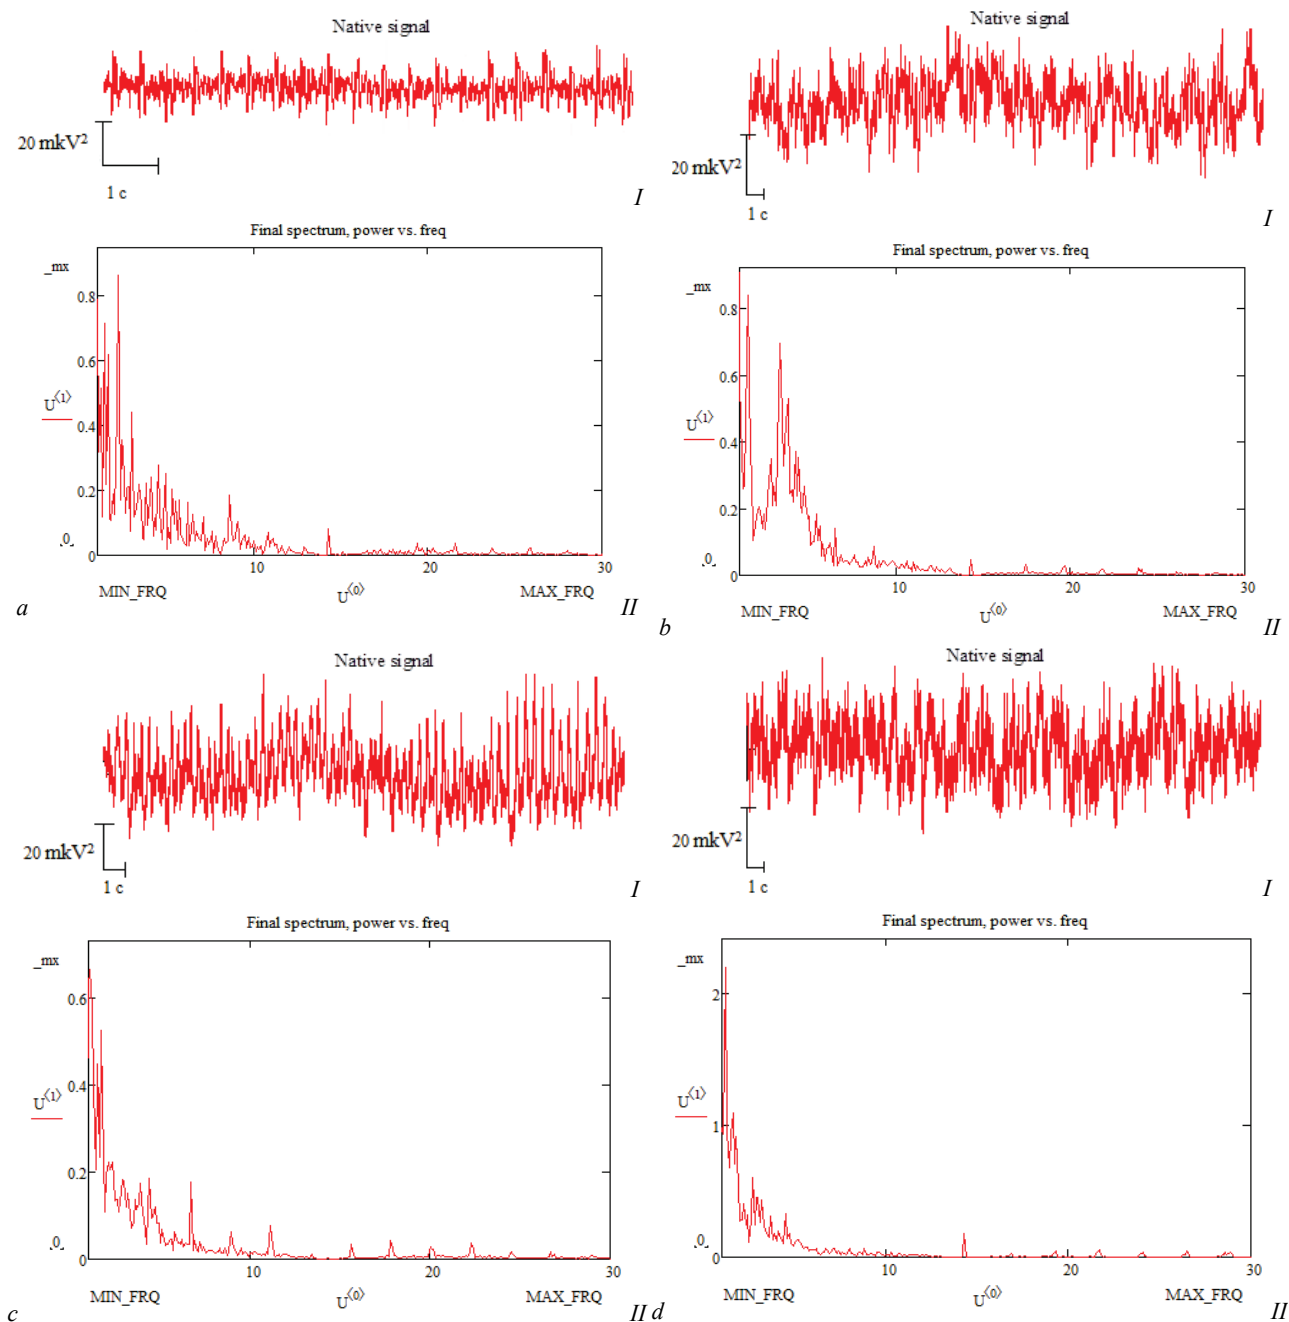 Native signal
20 mkV²
1 c
I
Final spectrum, power vs. freq
_mx
0.8
0.6
U⟨1⟩
0.4
0.2
.0.
0
10
20
30
MIN_FRQ
U⟨0⟩
MAX_FRQ
a
II
Native signal
20 mkV²
1 c
I
Final spectrum, power vs. freq
_mx
0.8
0.6
U⟨1⟩
0.4
0.2
.0.
0
10
20
30
MIN_FRQ
U⟨0⟩
MAX_FRQ
b
II
Native signal
20 mkV²
1 c
I
Final spectrum, power vs. freq
_mx
0.6
0.4
U⟨1⟩
0.2
.0.
0
10
20
30
MIN_FRQ
U⟨0⟩
MAX_FRQ
c
II
Native signal
20 mkV²
1 c
I
Final spectrum, power vs. freq
_mx
2
U⟨1⟩
1
.0.
0
10
20
30
MIN_FRQ
U⟨0⟩
MAX_FRQ
d
II